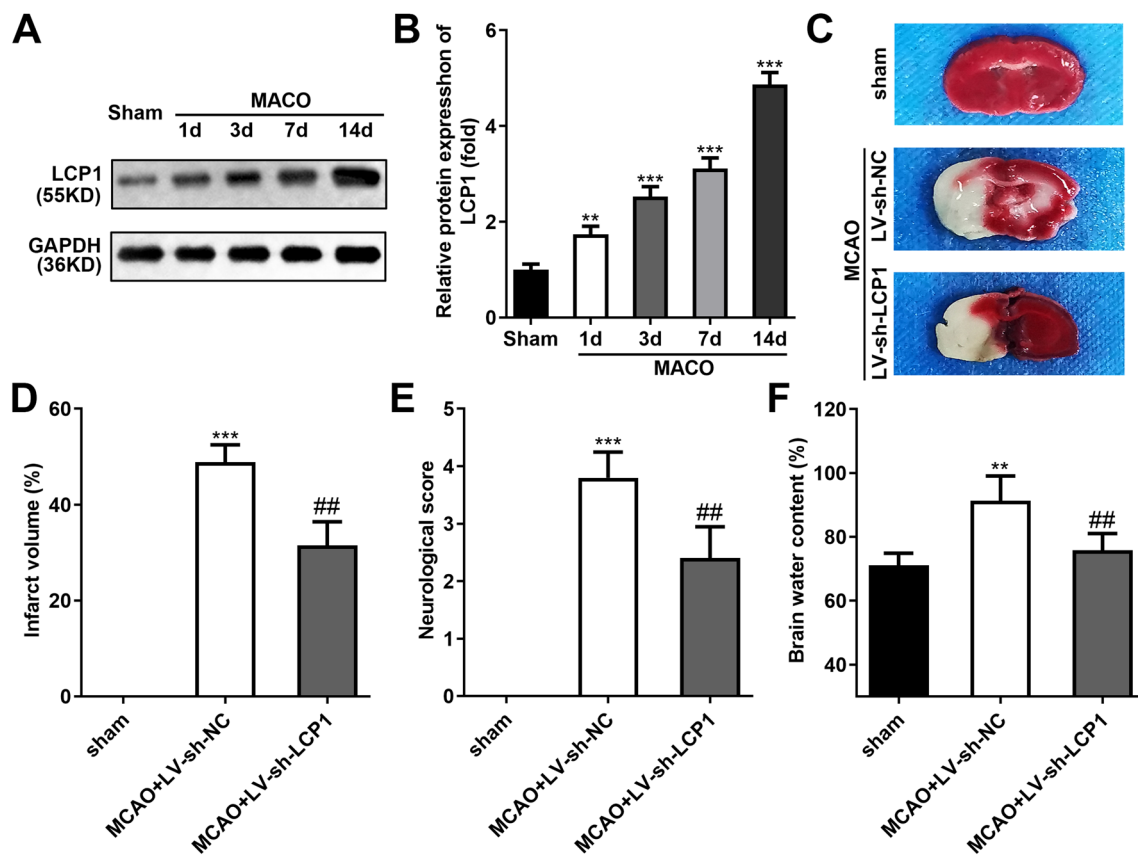 A
Sham
MACO
1d 3d 7d 14d
LCP1
(55KD)
GAPDH
(36KD)
B
Relative protein expresshon of
LCP1 (fold)
6
4
2
0
**
***
***
***
Sham 1d 3d 7d 14d
MACO
C
sham
MCAO
LV-sh-NC
LV-sh-LCP1
D
Infarct volume (%)
60
40
20
0
***
##
sham
MCAO+LV-sh-NC
MCAO+LV-sh-LCP1
E
Neurological score
5
4
3
2
1
0
***
##
sham
MCAO+LV-sh-NC
MCAO+LV-sh-LCP1
F
Brain water content (%)
120
100
80
60
40
**
##
sham
MCAO+LV-sh-NC
MCAO+LV-sh-LCP1